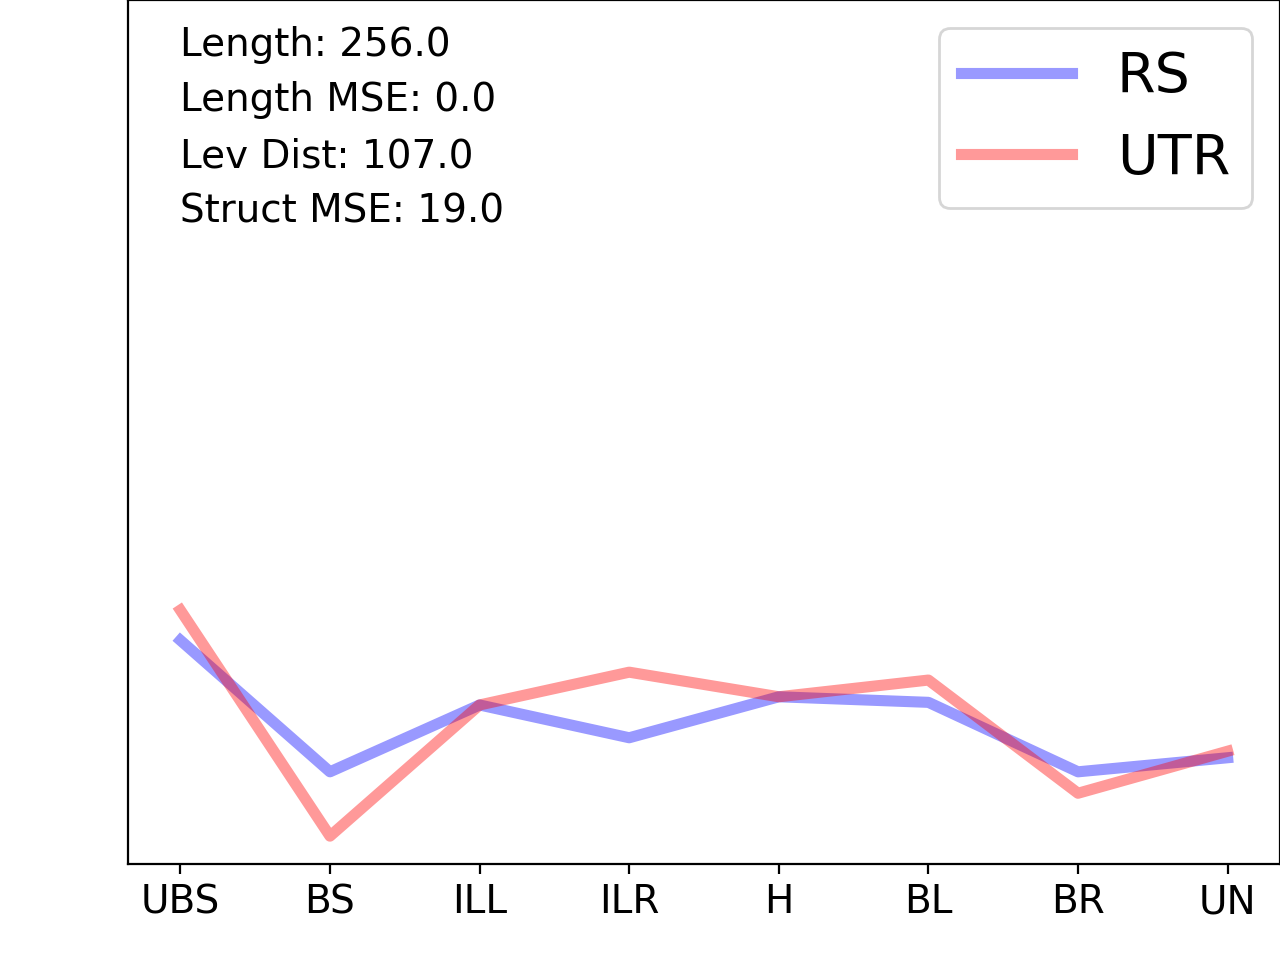 Length: 256.0
Length MSE: 0.0
Lev Dist: 107.0
Struct MSE: 19.0
RS
UTR
UBS BS ILL ILR H BL BR UN